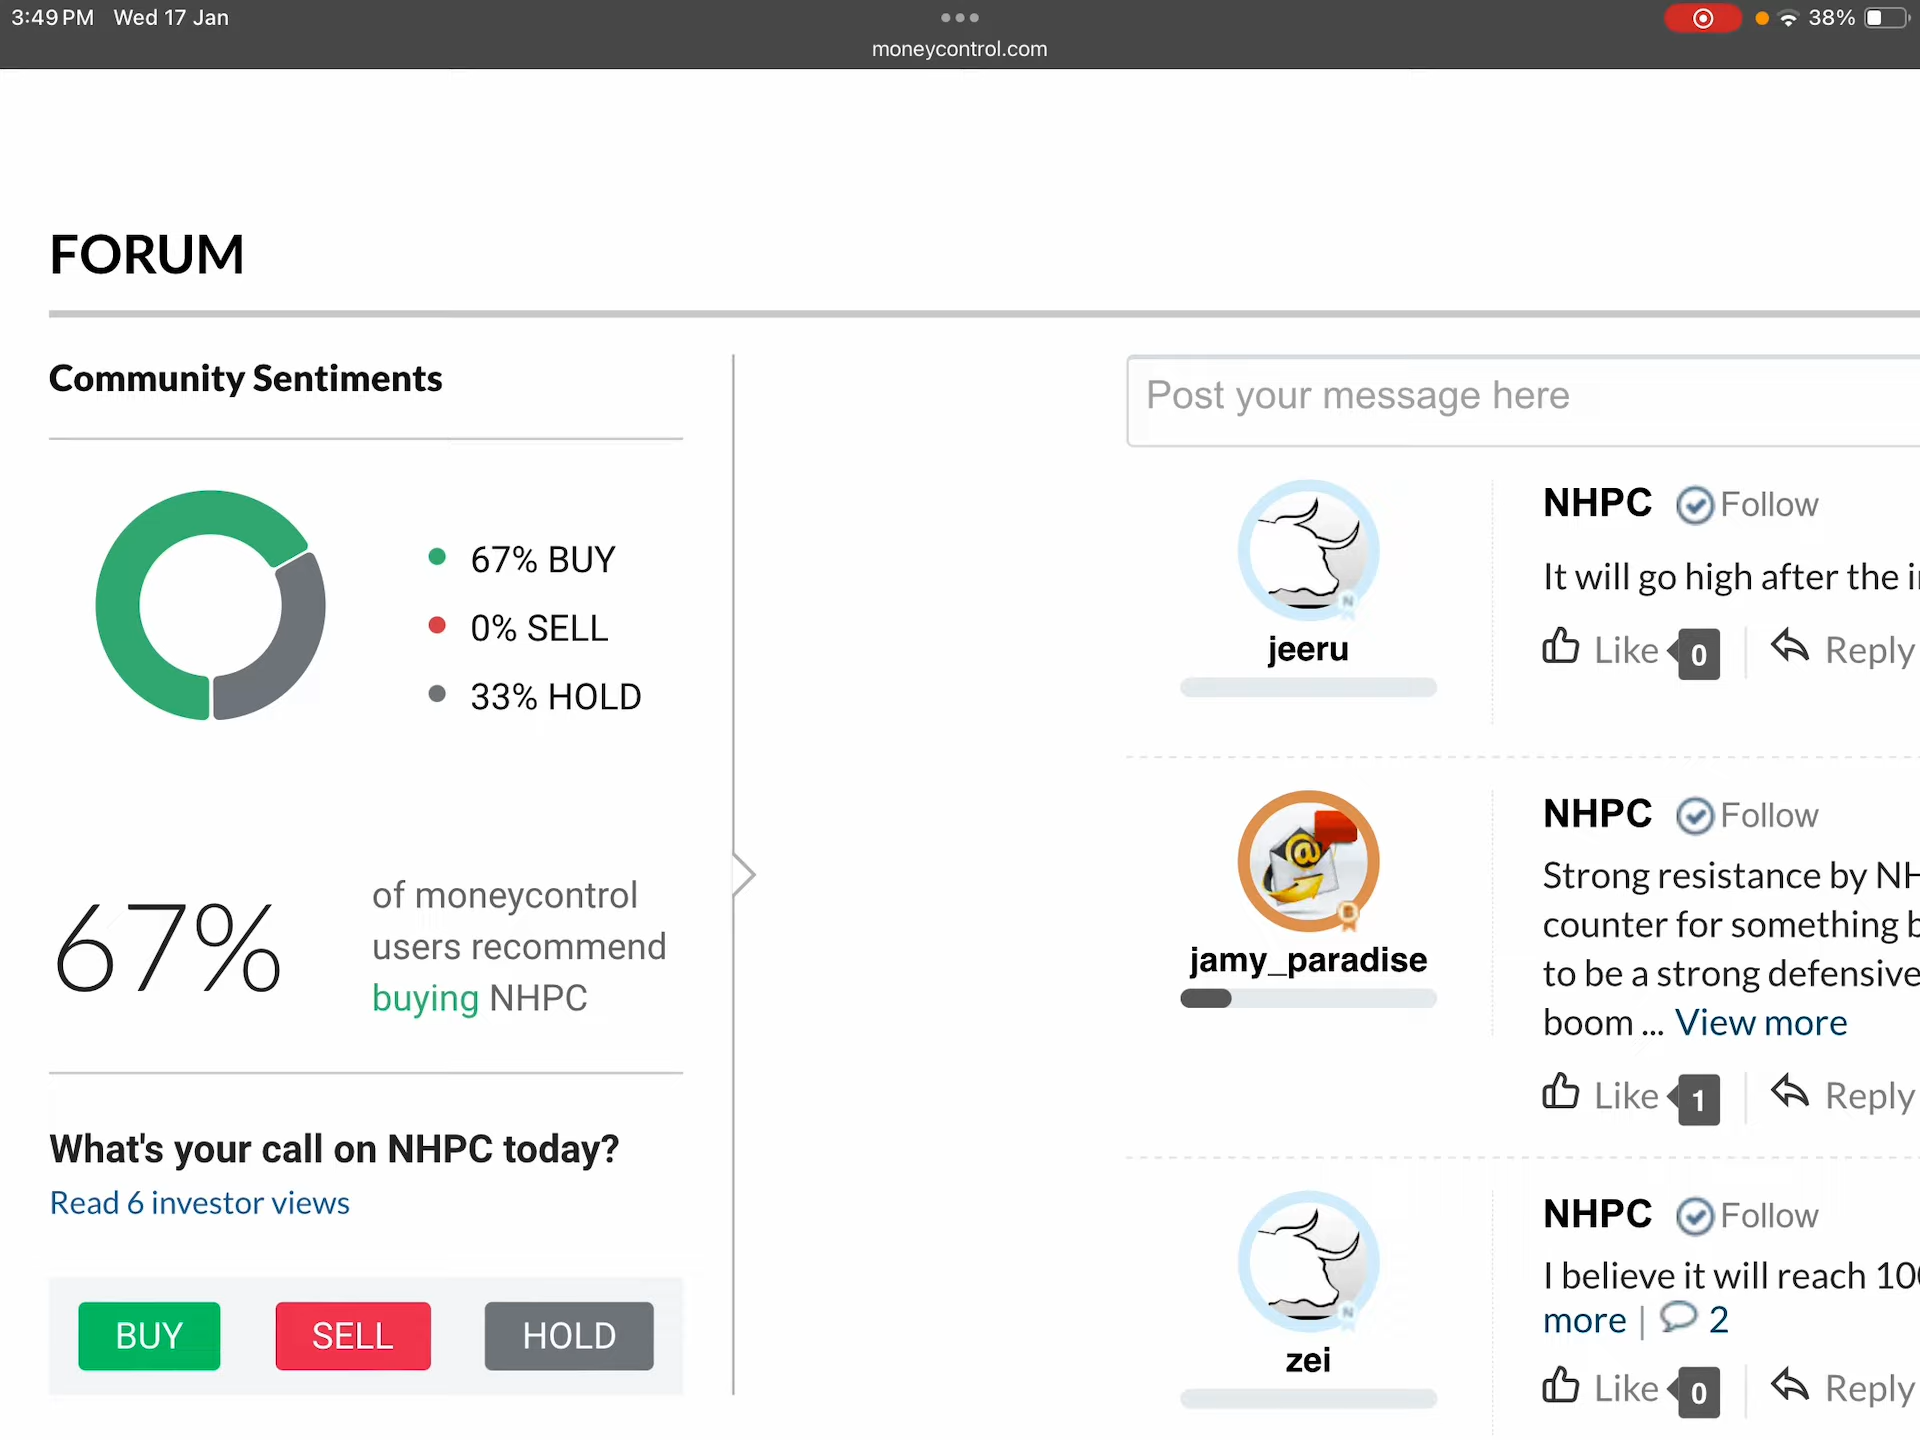 3:49 PM Wed 17 Jan
38%
moneycontrol.com
FORUM
Community Sentiments
67% BUY
0% SELL
33% HOLD
67%
of moneycontrol
users recommend
buying NHPC
What's your call on NHPC today?
Read 6 investor views
BUY SELL HOLD
Post your message here
jeeru
NHPC Follow
It will go high after the
Like 0 Reply
jamy_paradise
NHPC Follow
Strong resistance by
counter for something
to be a strong defensive
boom ... View more
Like 1 Reply
zei
NHPC Follow
I believe it will reach
more | 2
Like 0 Reply